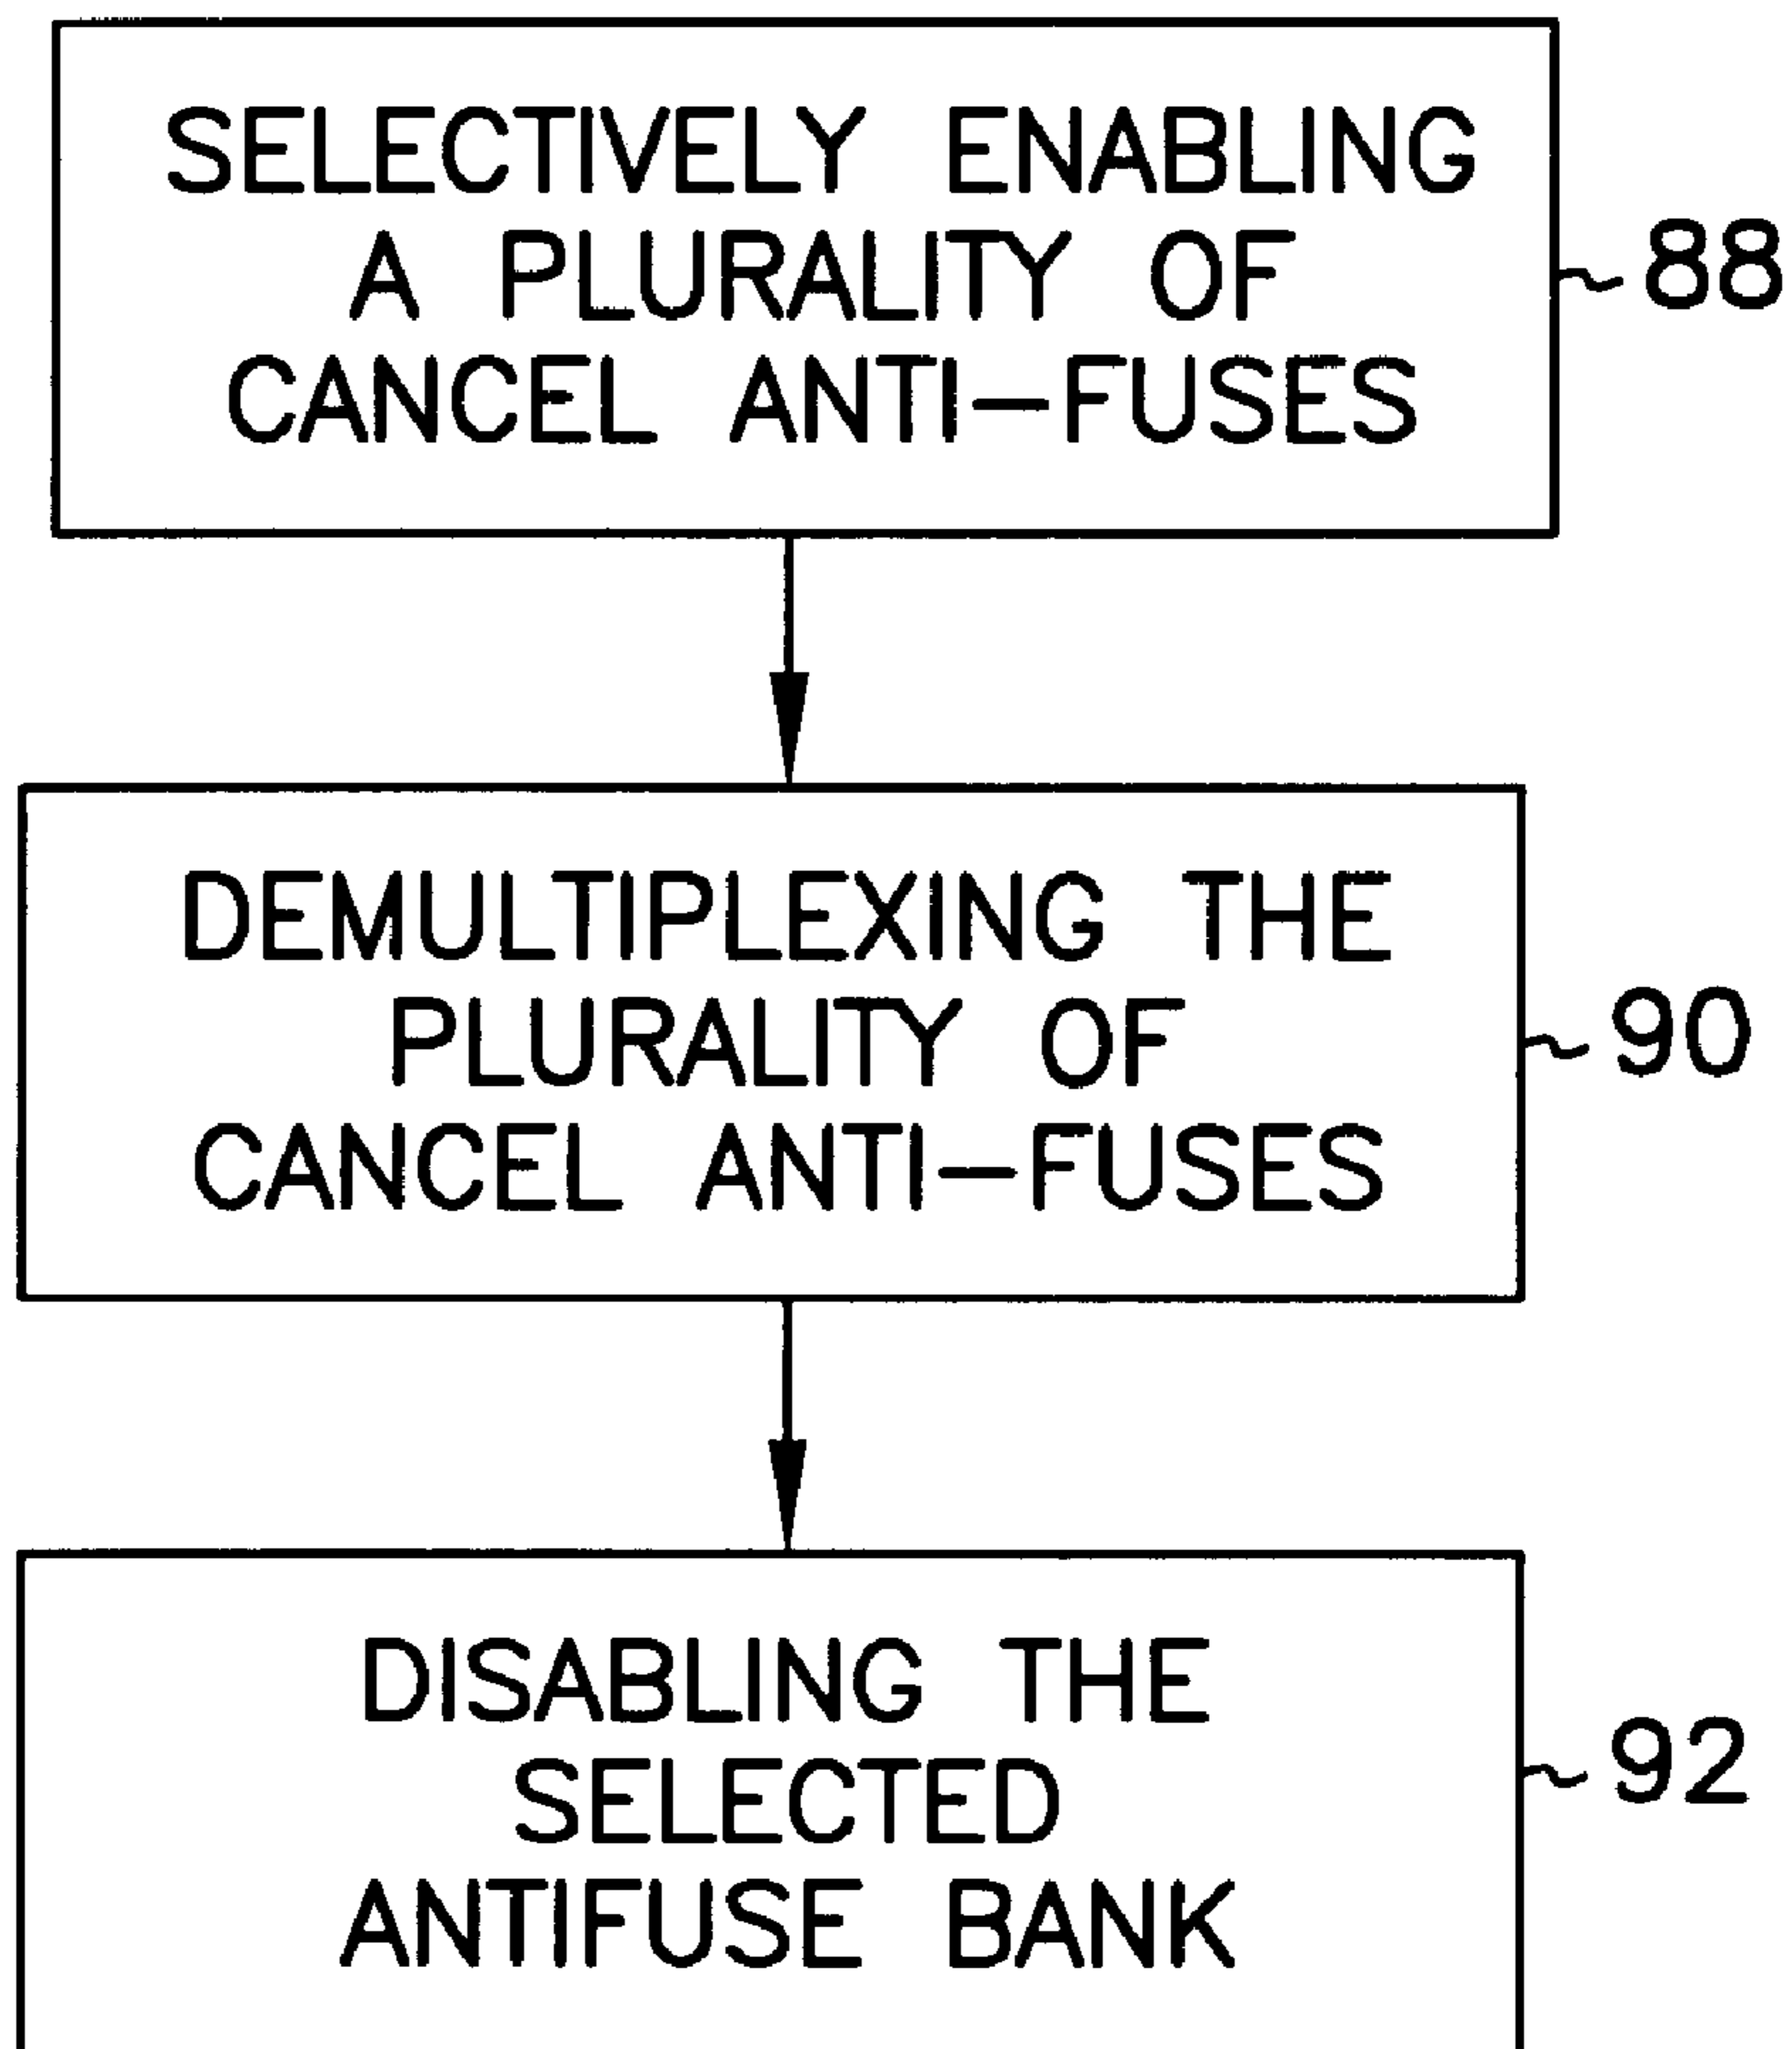 SELECTIVELY ENABLING
A PLURALITY OF
CANCEL ANTI–FUSES
88
DEMULTIPLEXING THE
PLURALITY OF
CANCEL ANTI–FUSES
90
DISABLING THE
SELECTED
ANTIFUSE BANK
92